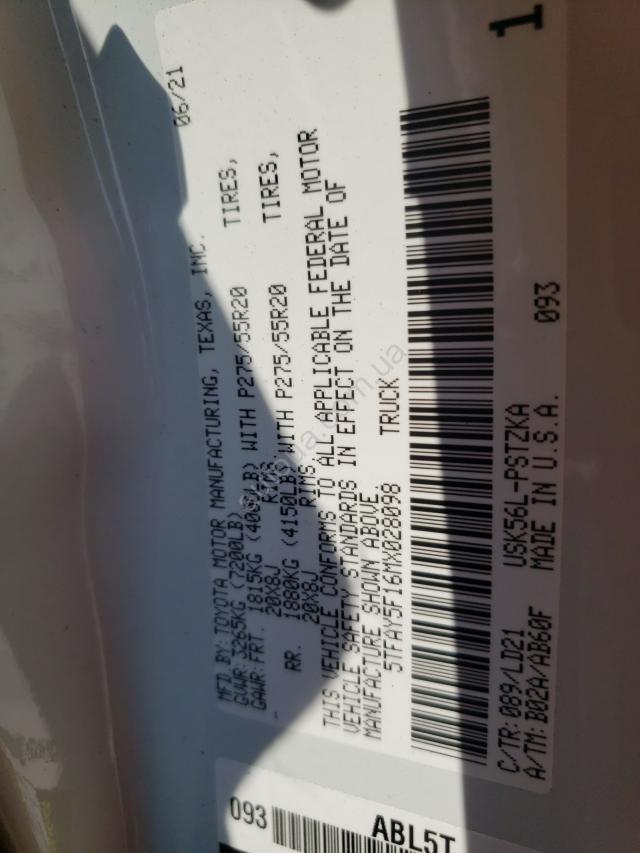 MFD BY: TOYOTA MOTOR MANUFACTURING, TEXAS, INC. 06/21
GVWR: 3265KG (7200LB)
GAWR: FRT. 1815KG (4005LB) WITH P275/55R20 TIRES,
20X8J RIMS
RR. 1880KG (4150LB) WITH P275/55R20 TIRES,
20X8J RIMS
THIS VEHICLE CONFORMS TO ALL APPLICABLE FEDERAL MOTOR
VEHICLE SAFETY STANDARDS IN EFFECT ON THE DATE OF
MANUFACTURE SHOWN ABOVE.
5TFAY5F16MX028098 TRUCK
1
C/TR: 089/LD21 USK56L-PSTZKA 093
A/TM: B02A/AB60F MADE IN U.S.A.
093
ABL5T